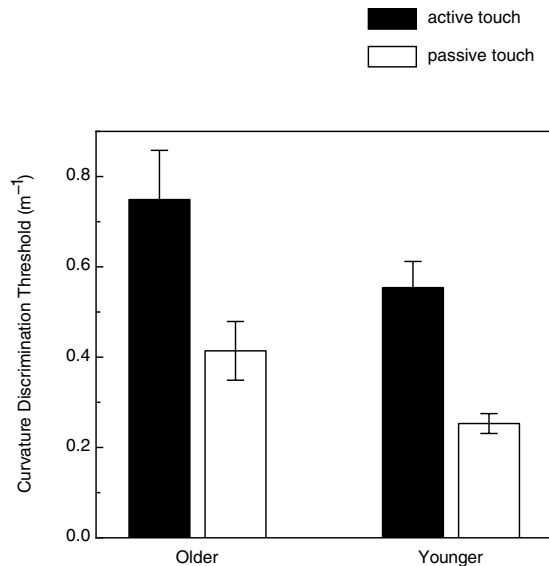 active touch
passive touch
Curvature Discrimination Threshold (m⁻¹)
0.8
0.6
0.4
0.2
0.0
Older Younger